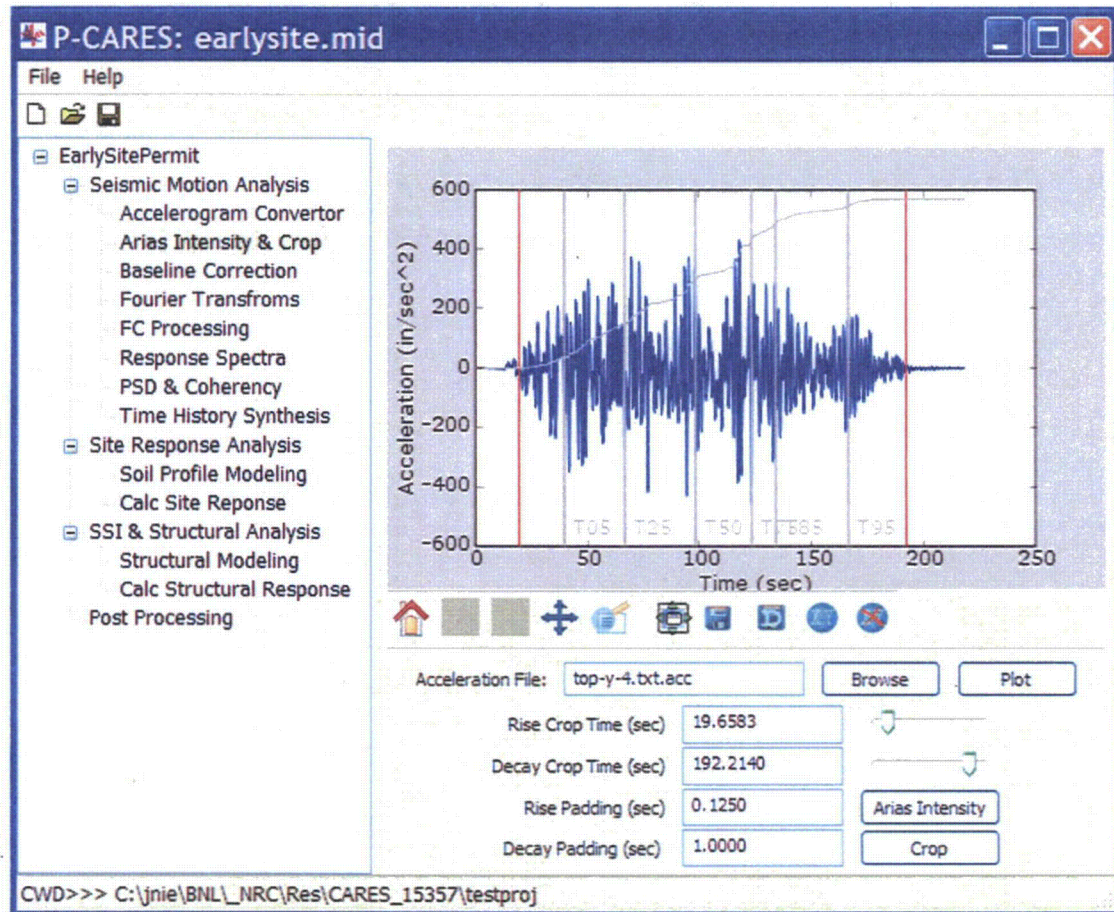 P-CARES: earlysite.mid
File Help
EarlySitePermit
Seismic Motion Analysis
Accelerogram Convertor
Arias Intensity & Crop
Baseline Correction
Fourier Transfroms
FC Processing
Response Spectra
PSD & Coherency
Time History Synthesis
Site Response Analysis
Soil Profile Modeling
Calc Site Reponse
SSI & Structural Analysis
Structural Modeling
Calc Structural Response
Post Processing
Acceleration (in/sec^2)
600
400
200
0
-200
-400
-600
T05 T25 T50 T7585 T95
0 50 100 150 200 250
Time (sec)
Acceleration File: top-y-4.txt.acc Browse Plot
Rise Crop Time (sec) 19.6583
Decay Crop Time (sec) 192.2140
Rise Padding (sec) 0.1250 Arias Intensity
Decay Padding (sec) 1.0000 Crop
CWD>>> C:\jnie\BNL\_NRC\Res\CARES_15357\testproj